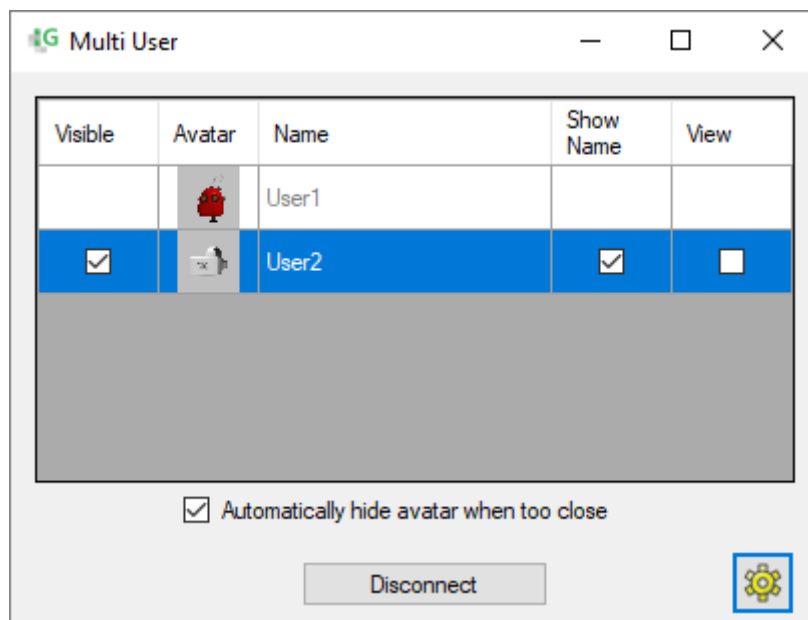 G Multi User
Visible Avatar Name Show Name View
User1
User2
Automatically hide avatar when too close
Disconnect